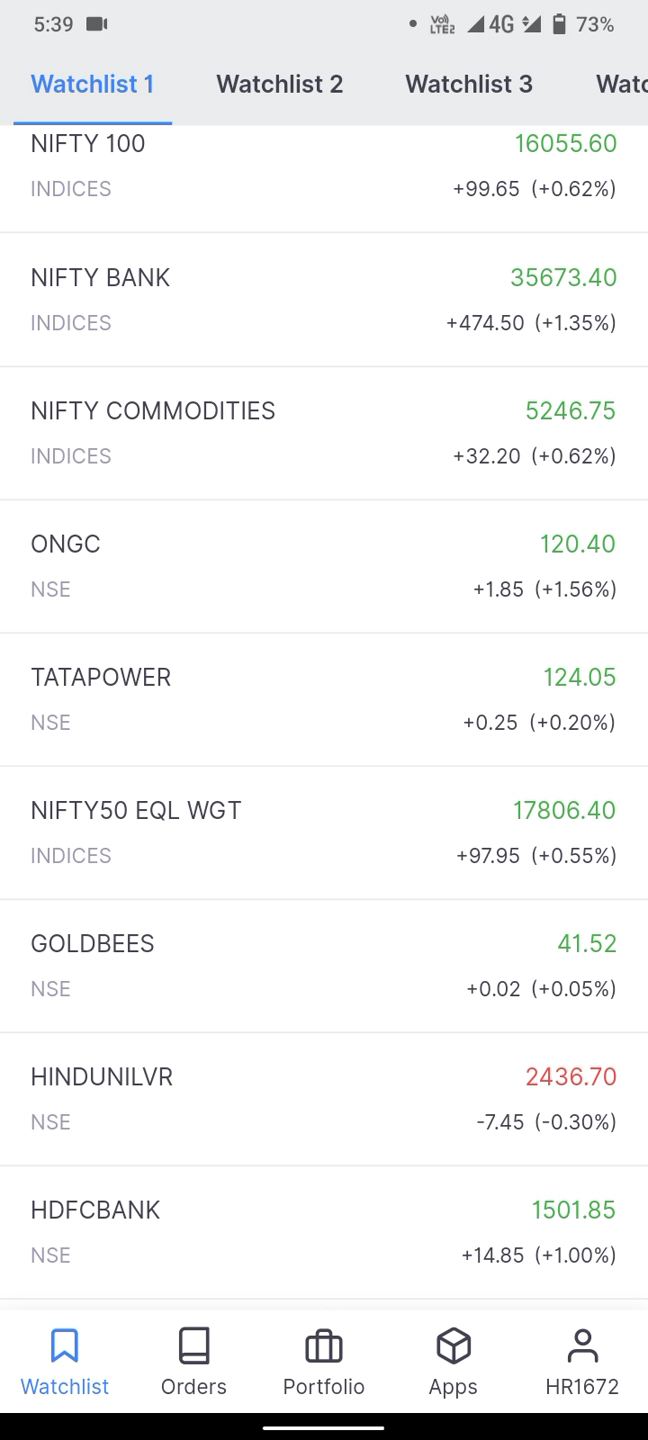 5:39 Vo) LTE2 4G 73%
Watchlist 1 Watchlist 2 Watchlist 3 Watc
NIFTY 100 16055.60
INDICES +99.65 (+0.62%)
NIFTY BANK 35673.40
INDICES +474.50 (+1.35%)
NIFTY COMMODITIES 5246.75
INDICES +32.20 (+0.62%)
ONGC 120.40
NSE +1.85 (+1.56%)
TATAPOWER 124.05
NSE +0.25 (+0.20%)
NIFTY50 EQL WGT 17806.40
INDICES +97.95 (+0.55%)
GOLDBEES 41.52
NSE +0.02 (+0.05%)
HINDUNILVR 2436.70
NSE -7.45 (-0.30%)
HDFCBANK 1501.85
NSE +14.85 (+1.00%)
Watchlist Orders Portfolio Apps HR1672